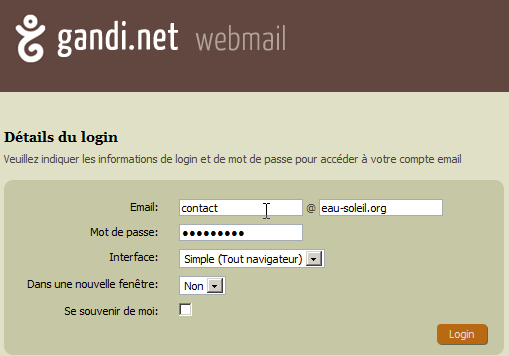 gandi.net webmail
Détails du login
Veuillez indiquer les informations de login et de mot de passe pour accéder à votre compte email
Email: contact @ eau-soleil.org
Mot de passe: •••••••••
Interface: Simple (Tout navigateur)
Dans une nouvelle fenêtre: Non
Se souvenir de moi:
Login